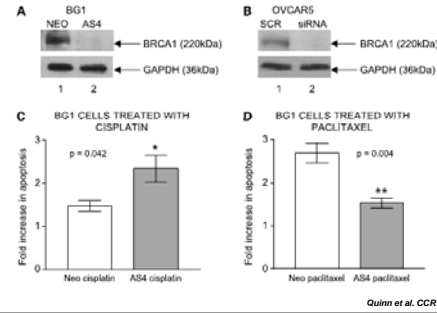 A
BG1
NEO AS4
BRCA1 (220kDa)
GAPDH (36kDa)
1 2
B
OVCAR5
SCR siRNA
BRCA1 (220kDa)
GAPDH (36kDa)
1 2
C
BG1 CELLS TREATED WITH
CISPLATIN
Fold increase in apoptosis
3
2
1
0
p = 0.042
*
Neo cisplatin AS4 cisplatin
D
BG1 CELLS TREATED WITH
PACLITAXEL
Fold increase in apoptosis
3
2
1
0
p = 0.004
**
Neo paclitaxel AS4 paclitaxel
Quinn et al. CCR